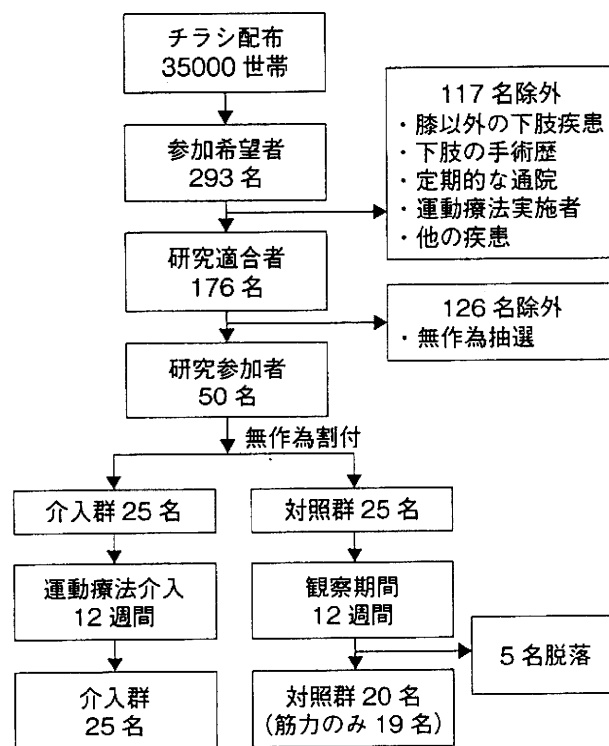 チラシ配布
35000 世帯
117 名除外
・膝以外の下肢疾患
・下肢の手術歴
・定期的な通院
・運動療法実施者
・他の疾患
参加希望者
293 名
研究適合者
176 名
126 名除外
・無作為抽選
研究参加者
50 名
無作為割付
介入群 25 名
対照群 25 名
運動療法介入
12 週間
観察期間
12 週間
5 名脱落
介入群
25 名
対照群 20 名
(筋力のみ 19 名)